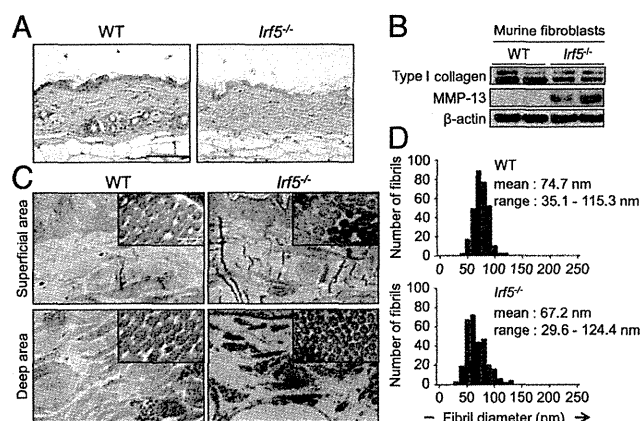 A
WT
Irf5-/-
B
Murine fibroblasts
WT
Irf5-/-
Type I collagen
MMP-13
β-actin
C
WT
Irf5-/-
Superficial area
Deep area
D
Number of fibrils
100
80
60
40
20
0
WT
mean : 74.7 nm
range : 35.1 - 115.3 nm
0 50 100 150 200 250
Number of fibrils
100
80
60
40
20
0
Irf5-/-
mean : 67.2 nm
range : 29.6 - 124.4 nm
0 50 100 150 200 250
– Fibril diameter (nm) →